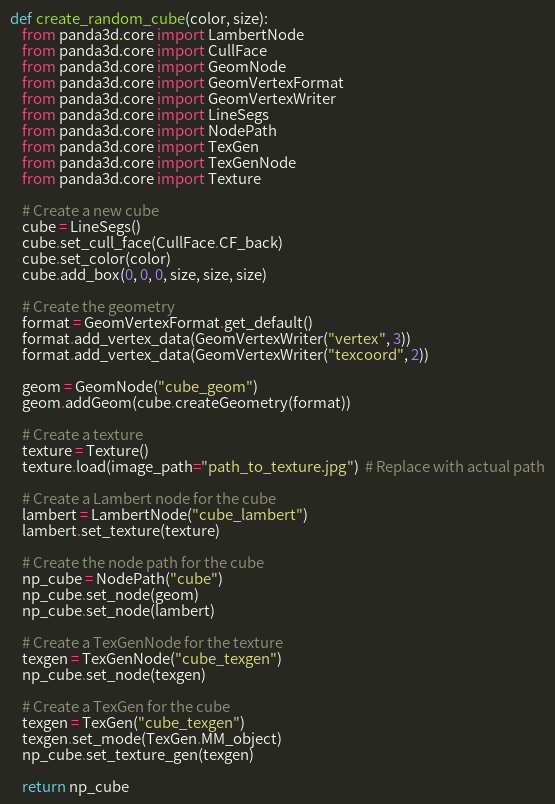 def create_random_cube(color, size):
from panda3d.core import LambertNode
from panda3d.core import CullFace
from panda3d.core import GeomNode
from panda3d.core import GeomVertexFormat
from panda3d.core import GeomVertexWriter
from panda3d.core import LineSegs
from panda3d.core import NodePath
from panda3d.core import TexGen
from panda3d.core import TexGenNode
from panda3d.core import Texture
# Create a new cube
cube = LineSegs()
cube.set_cull_face(CullFace.CF_back)
cube.set_color(color)
cube.add_box(0, 0, 0, size, size, size)
# Create the geometry
format = GeomVertexFormat.get_default()
format.add_vertex_data(GeomVertexWriter("vertex", 3))
format.add_vertex_data(GeomVertexWriter("texcoord", 2))
geom = GeomNode("cube_geom")
geom.addGeom(cube.createGeometry(format))
# Create a texture
texture = Texture()
texture.load(image_path="path_to_texture.jpg")  # Replace with actual path
# Create a Lambert node for the cube
lambert = LambertNode("cube_lambert")
lambert.set_texture(texture)
# Create the node path for the cube
np_cube = NodePath("cube")
np_cube.set_node(geom)
np_cube.set_node(lambert)
# Create a TexGenNode for the texture
texgen = TexGenNode("cube_texgen")
np_cube.set_node(texgen)
# Create a TexGen for the cube
texgen = TexGen("cube_texgen")
texgen.set_mode(TexGen.MM_object)
np_cube.set_texture_gen(texgen)
return np_cube